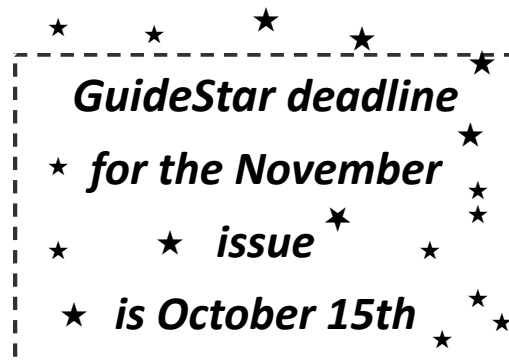 GuideStar deadline
for the November
issue
is October 15th